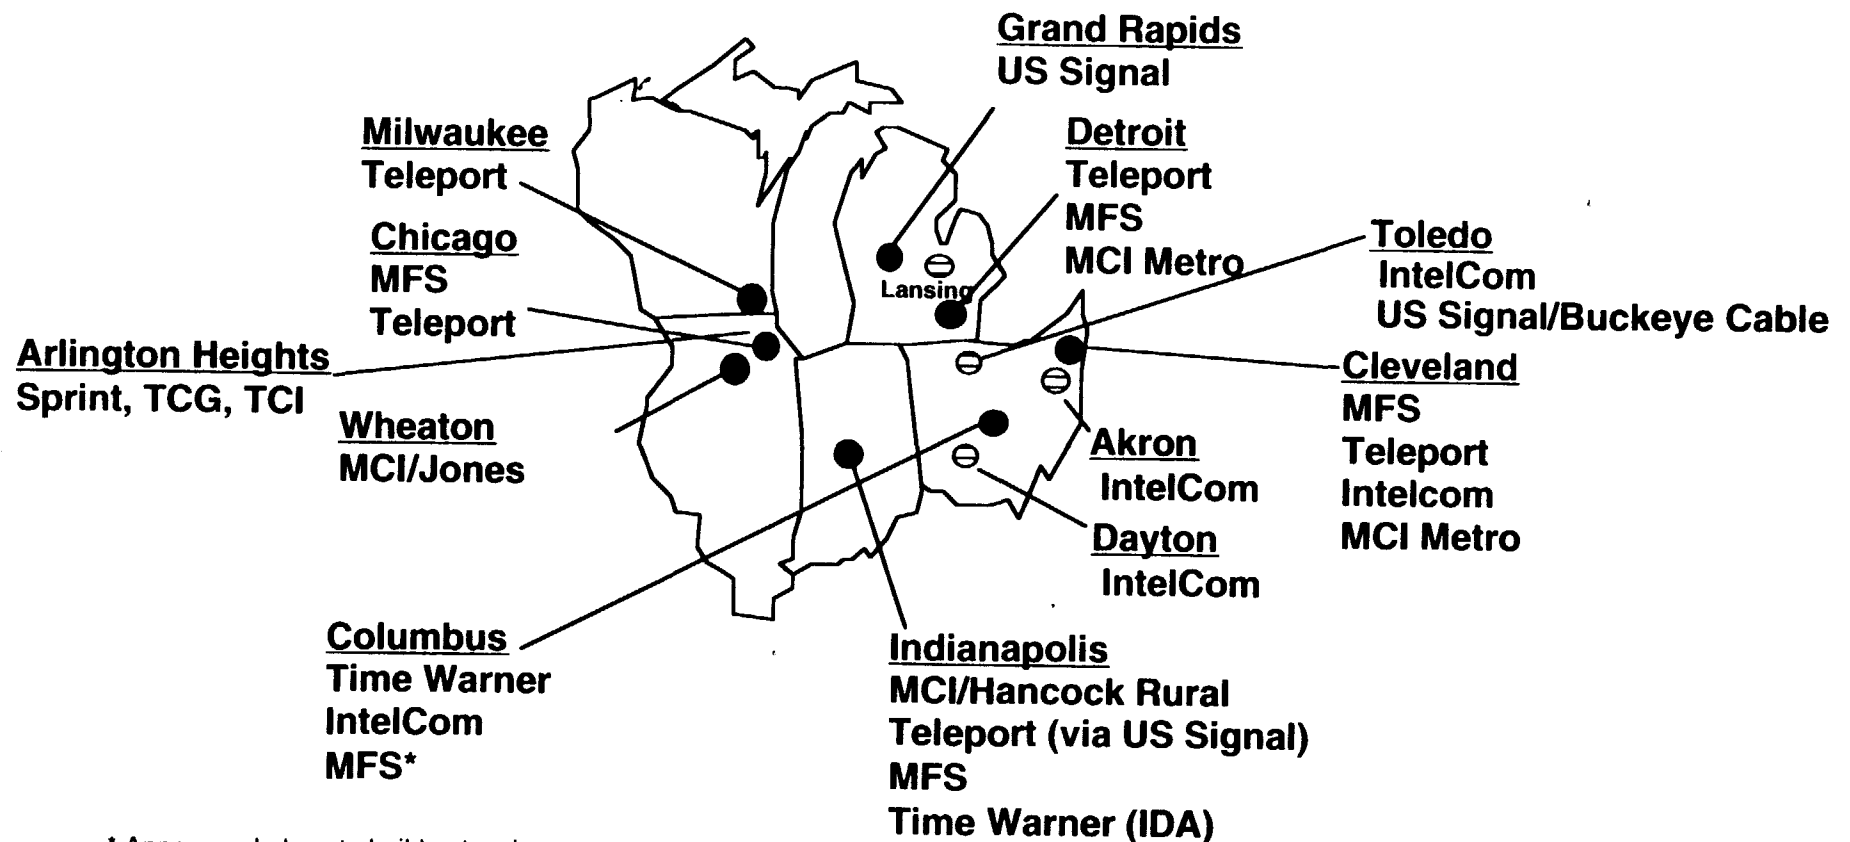 Grand Rapids
US Signal
Milwaukee
Teleport
Detroit
Teleport
MFS
MCI Metro
Chicago
MFS
Teleport
Toledo
IntelCom
US Signal/Buckeye Cable
Lansing
Arlington Heights
Sprint, TCG, TCI
Cleveland
MFS
Teleport
Intelcom
MCI Metro
Wheaton
MCI/Jones
Akron
IntelCom
Dayton
IntelCom
Columbus
Time Warner
IntelCom
MFS*
Indianapolis
MCI/Hancock Rural
Teleport (via US Signal)
MFS
Time Warner (IDA)